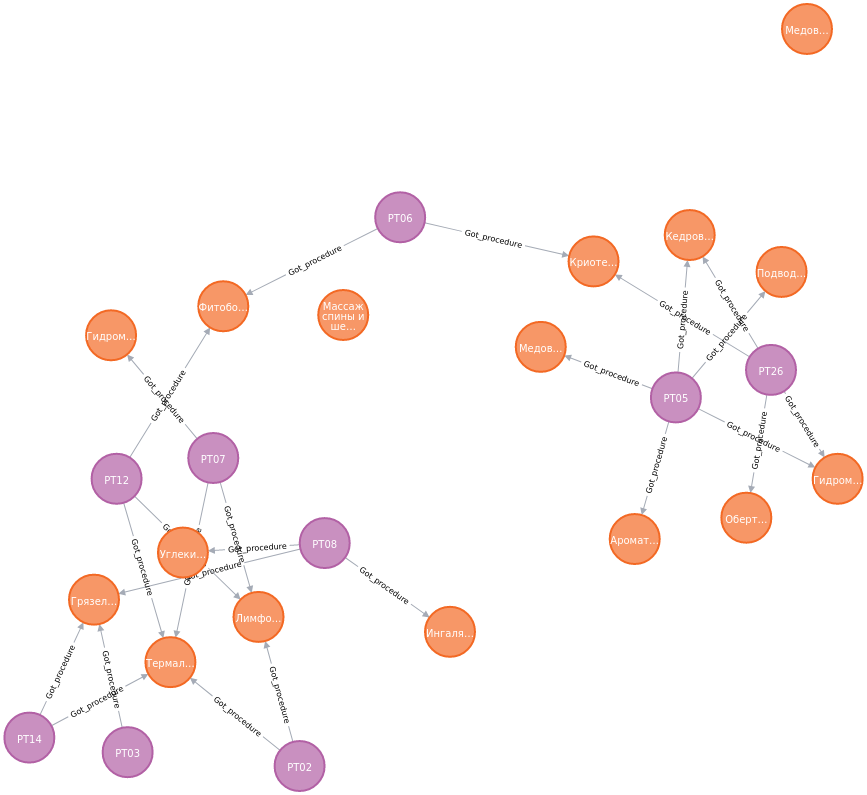 Медов...
PT06
Got_procedure
Got_procedure
Кедров...
Криоте...
Подвод...
Фитобо...
Got_procedure
Массаж
спины и
ше...
Got_procedure
Got_procedure
Got_procedure
Гидром...
Медов...
PT26
Got_procedure
Got_procedure
Got_procedure
PT05
Got_procedure
Got_procedure
Got_procedure
Got_procedure
PT07
Got_procedure
PT12
Гидром...
Оберт...
Аромат...
Got_procedure
PT08
Got_procedure
Углеки...
Got_procedure
Got_procedure
Got_procedure
Грязел...
Лимфо...
Ингаля...
Термал...
Got_procedure
Got_procedure
Got_procedure
Got_procedure
Got_procedure
PT14
PT03
PT02